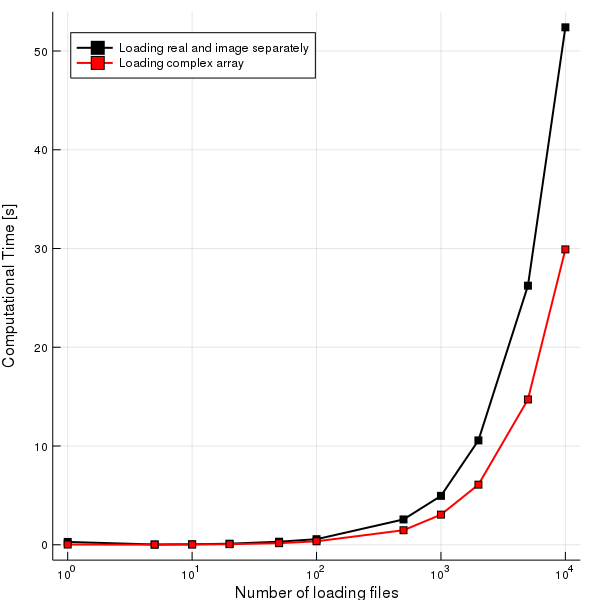 Loading real and image separately
Loading complex array
Computational Time [s]
50
40
30
20
10
0
10⁰ 10¹ 10² 10³ 10⁴
Number of loading files